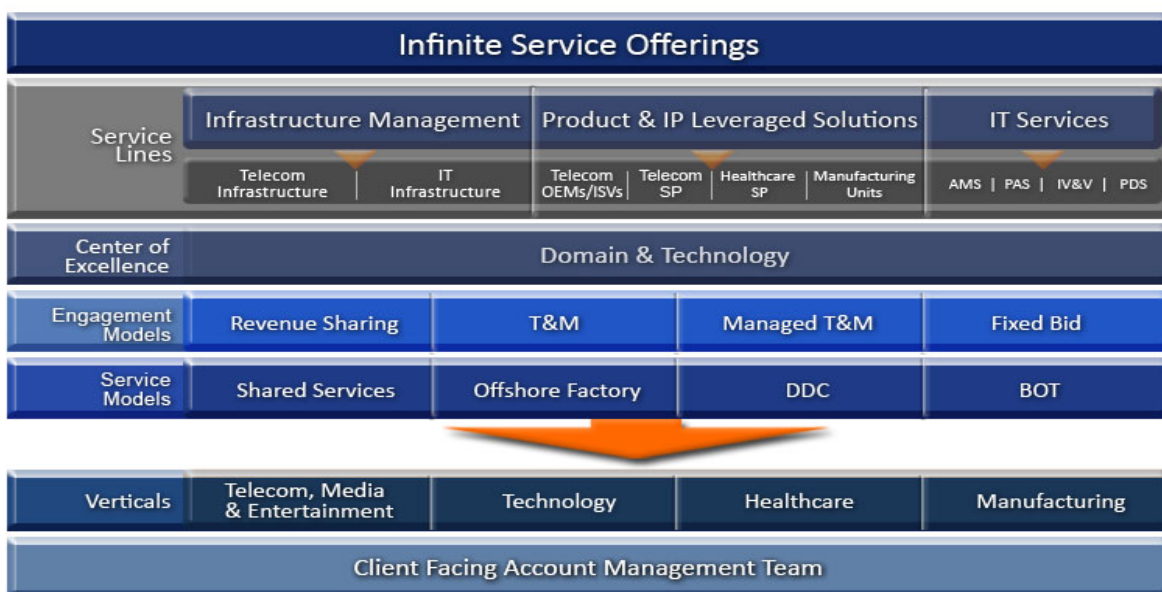 Infinite Service Offerings
Service
Lines
Infrastructure Management
Product & IP Leveraged Solutions
IT Services
Telecom
Infrastructure
IT
Infrastructure
Telecom
OEMs/ISVs
Telecom
SP
Healthcare
SP
Manufacturing
Units
AMS | PAS | IV&V | PDS
Center of
Excellence
Domain & Technology
Engagement
Models
Revenue Sharing
T&M
Managed T&M
Fixed Bid
Service
Models
Shared Services
Offshore Factory
DDC
BOT
Verticals
Telecom, Media
& Entertainment
Technology
Healthcare
Manufacturing
Client Facing Account Management Team